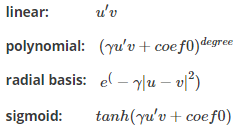 linear: u'v
polynomial: (γu'v + coef0)^degree
radial basis: e^( − γ|u − v|²)
sigmoid: tanh(γu'v + coef0)